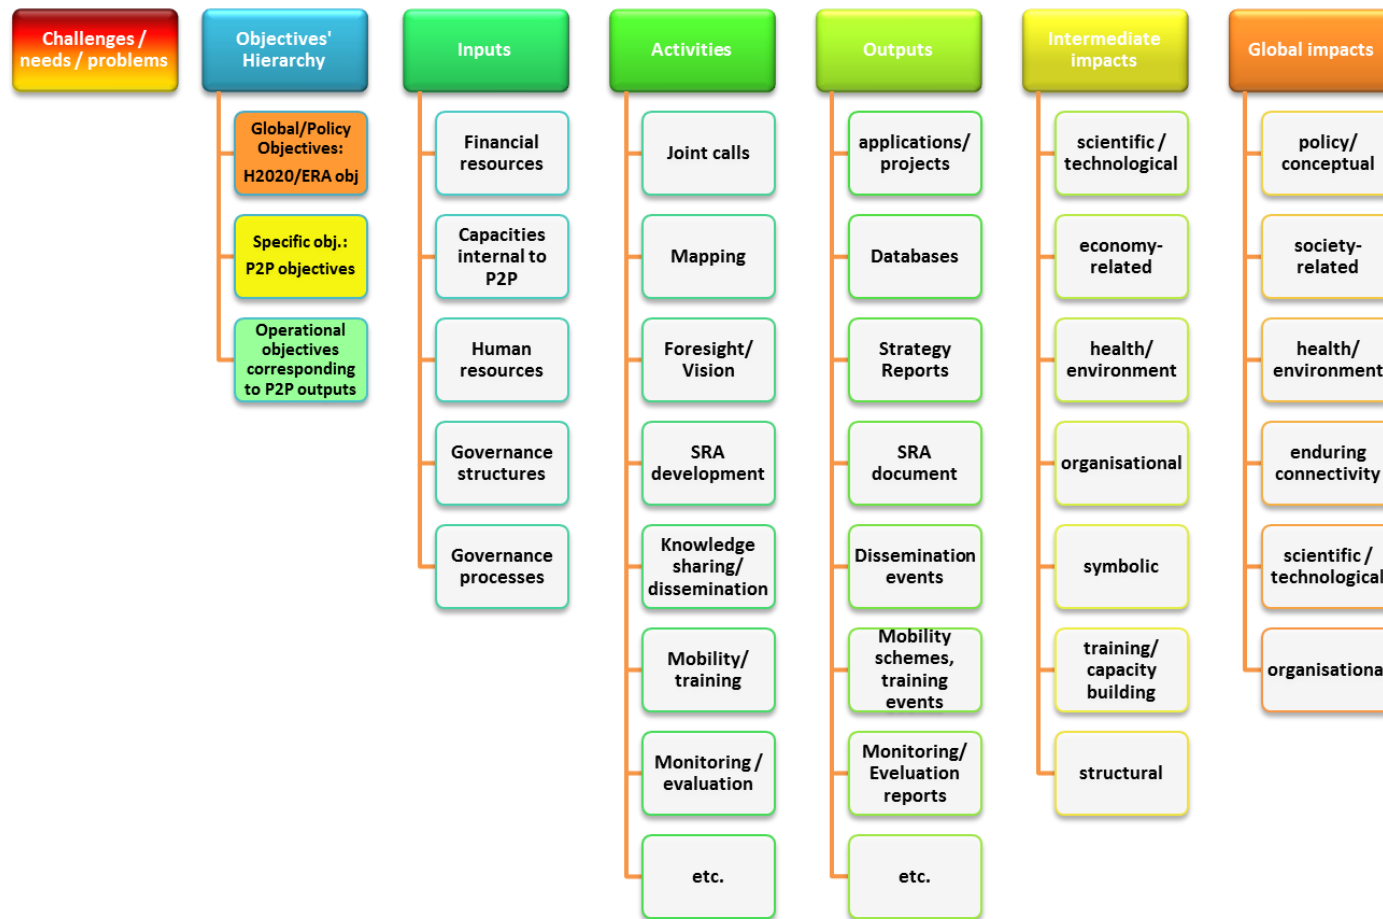 Challenges /
needs / problems
Objectives'
Hierarchy
Global/Policy
Objectives:
H2020/ERA obj
Specific obj.:
P2P objectives
Operational
objectives
corresponding
to P2P outputs
Inputs
Financial
resources
Capacities
internal to
P2P
Human
resources
Governance
structures
Governance
processes
Activities
Joint calls
Mapping
Foresight/
Vision
SRA
development
Knowledge
sharing/
dissemination
Mobility/
training
Monitoring /
evaluation
etc.
Outputs
applications/
projects
Databases
Strategy
Reports
SRA
document
Dissemination
events
Mobility
schemes,
training
events
Monitoring/
Eveluation
reports
etc.
Intermediate
impacts
scientific /
technological
economy-
related
health/
environment
organisational
symbolic
training/
capacity
building
structural
Global impacts
policy/
conceptual
society-
related
health/
environment
enduring
connectivity
scientific /
technological
organisationa